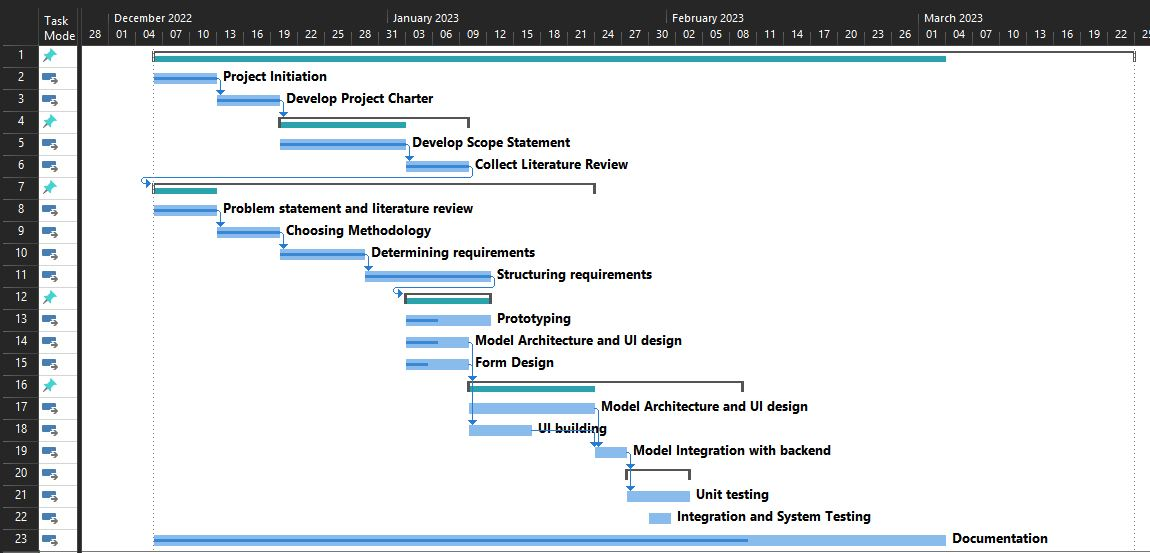 Task
Mode
December 2022 January 2023 February 2023 March 2023
28 01 04 07 10 13 16 19 22 25 28 31 03 06 09 12 15 18 21 24 27 30 02 05 08 11 14 17 20 23 26 01 04 07 10 13 16 19 22 25
1
2 Project Initiation
3 Develop Project Charter
4
5 Develop Scope Statement
6 Collect Literature Review
7
8 Problem statement and literature review
9 Choosing Methodology
10 Determining requirements
11 Structuring requirements
12
13 Prototyping
14 Model Architecture and UI design
15 Form Design
16
17 Model Architecture and UI design
18 UI building
19 Model Integration with backend
20
21 Unit testing
22 Integration and System Testing
23 Documentation